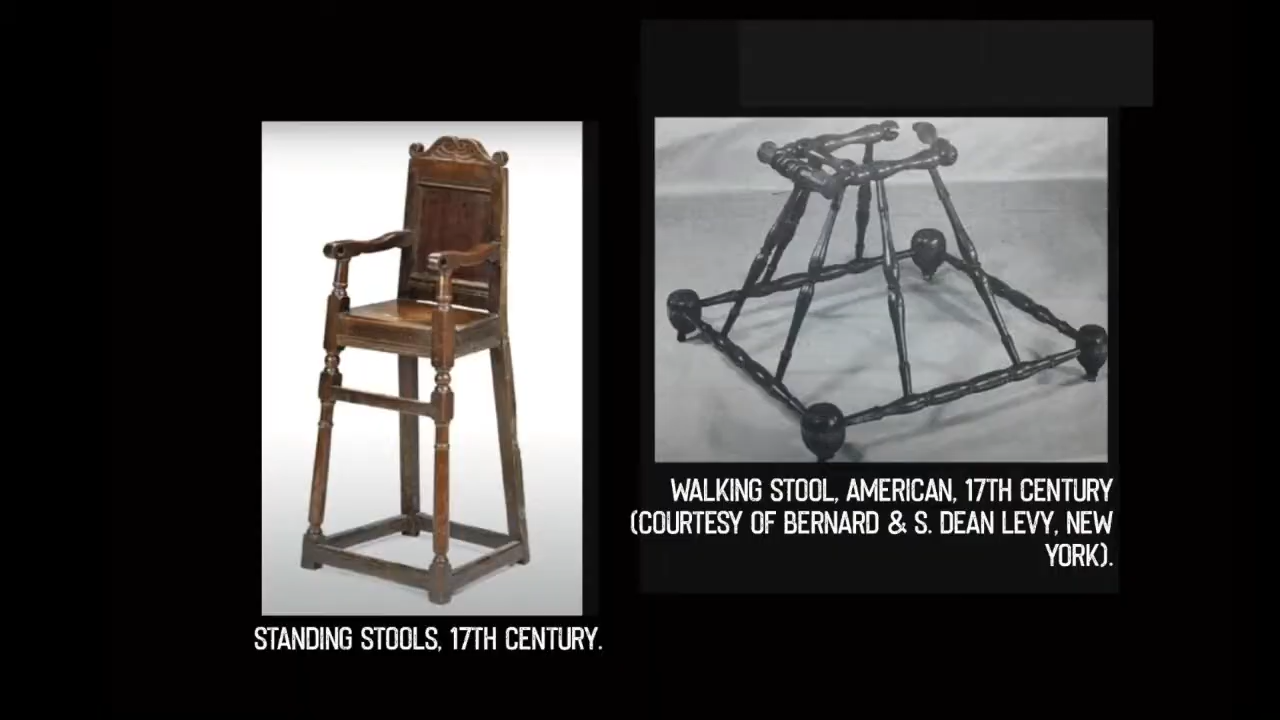 WALKING STOOL, AMERICAN, 17TH CENTURY
(COURTESY OF BERNARD & S. DEAN LEVY, NEW
YORK).
STANDING STOOLS, 17TH CENTURY.